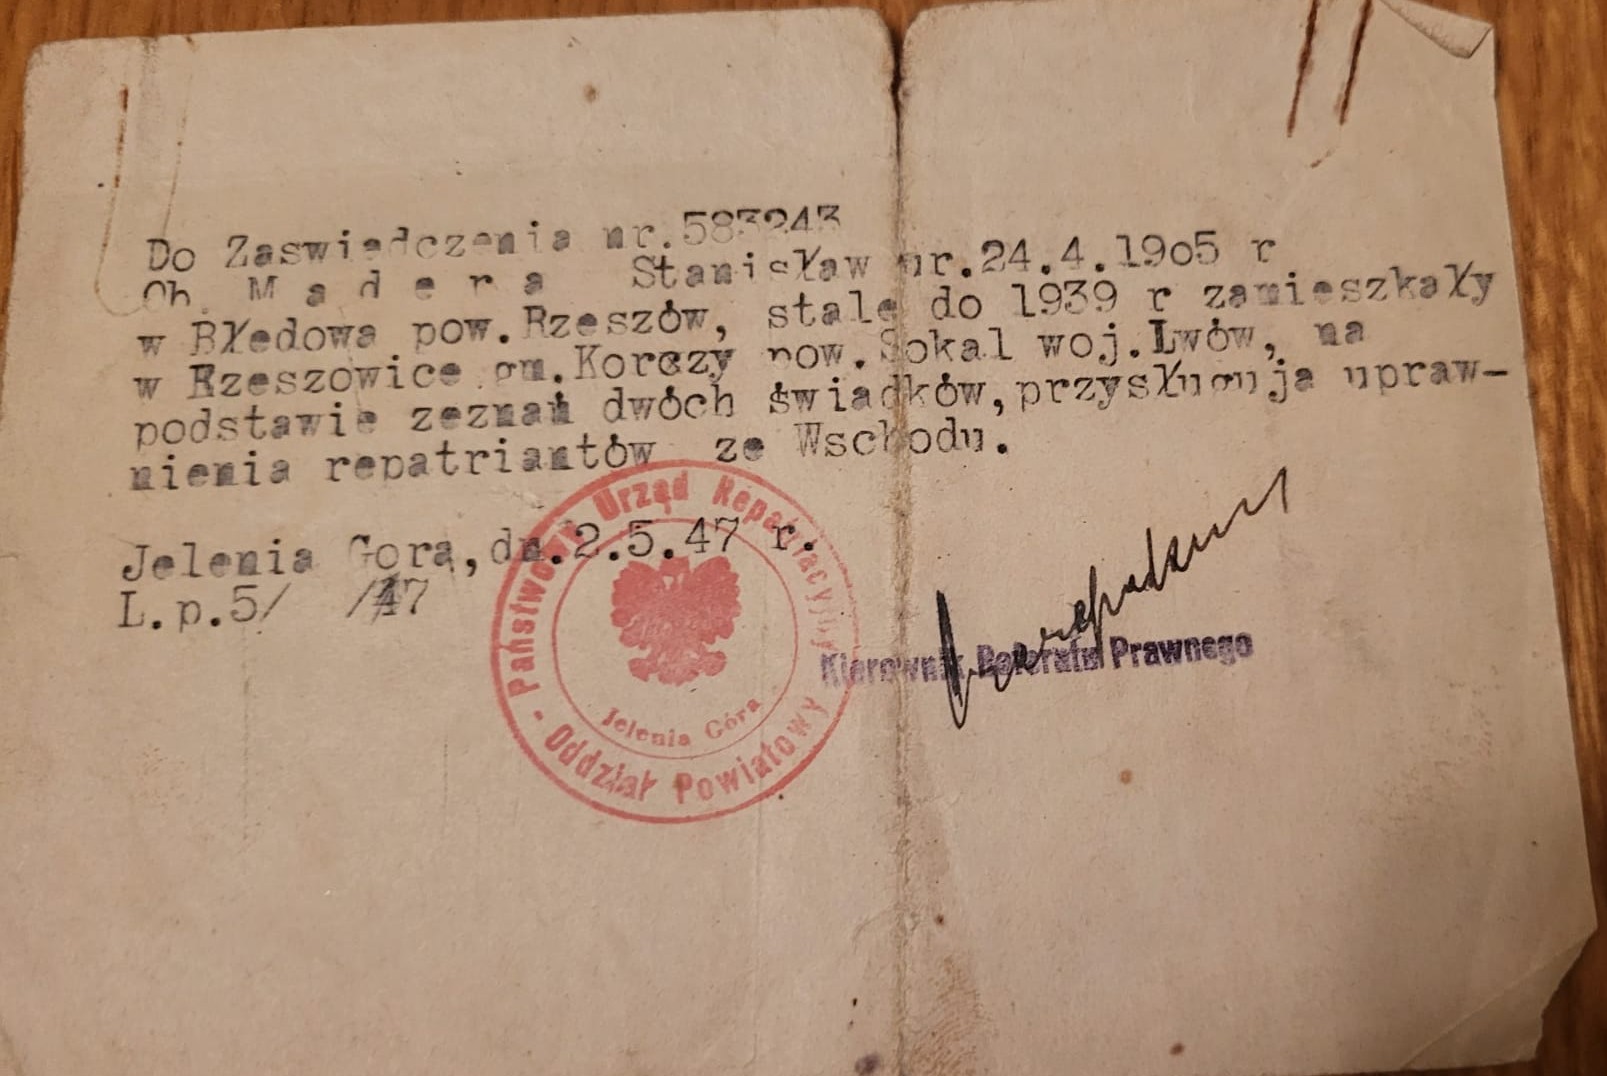 Do Zaswiadczenia nr.583243
Ob. M a d e r a Stanisław ur.24.4.19o5 r
w Błedowa pow.Rzeszów, stale do 1939 r zamieszkały
w Rzeszowice gm.Korczy pow.Sokal woj.Lwów, na
podstawie zeznań dwóch świadków,przysługuja upraw-
nienia repatriantów ze Wschodu.
Jelenia Gora,dn.2.5.47 r.
L.p.5/ /47
Państwowy Urząd Repatriacyjny
- Oddział Powiatowy
Jelenia Góra
Kierownik Referatu Prawnego